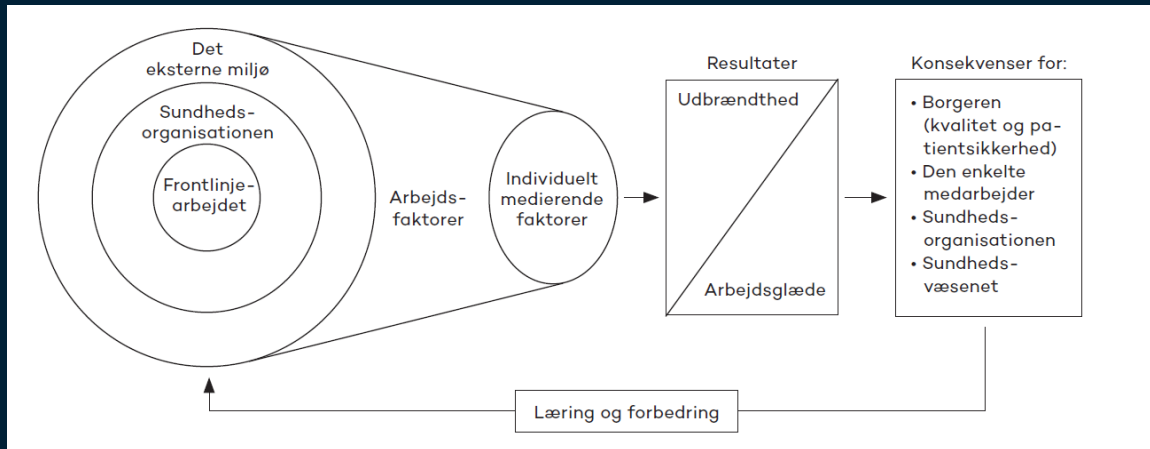 Det
eksterne miljø
Sundheds-
organisationen
Frontlinje-
arbejdet
Arbejds-
faktorer
Individuelt
medierende
faktorer
Resultater
Udbrændthed
Arbejdsglæde
Konsekvenser for:
• Borgeren
(kvalitet og pa-
tientsikkerhed)
• Den enkelte
medarbejder
• Sundheds-
organisationen
• Sundheds-
væsenet
Læring og forbedring